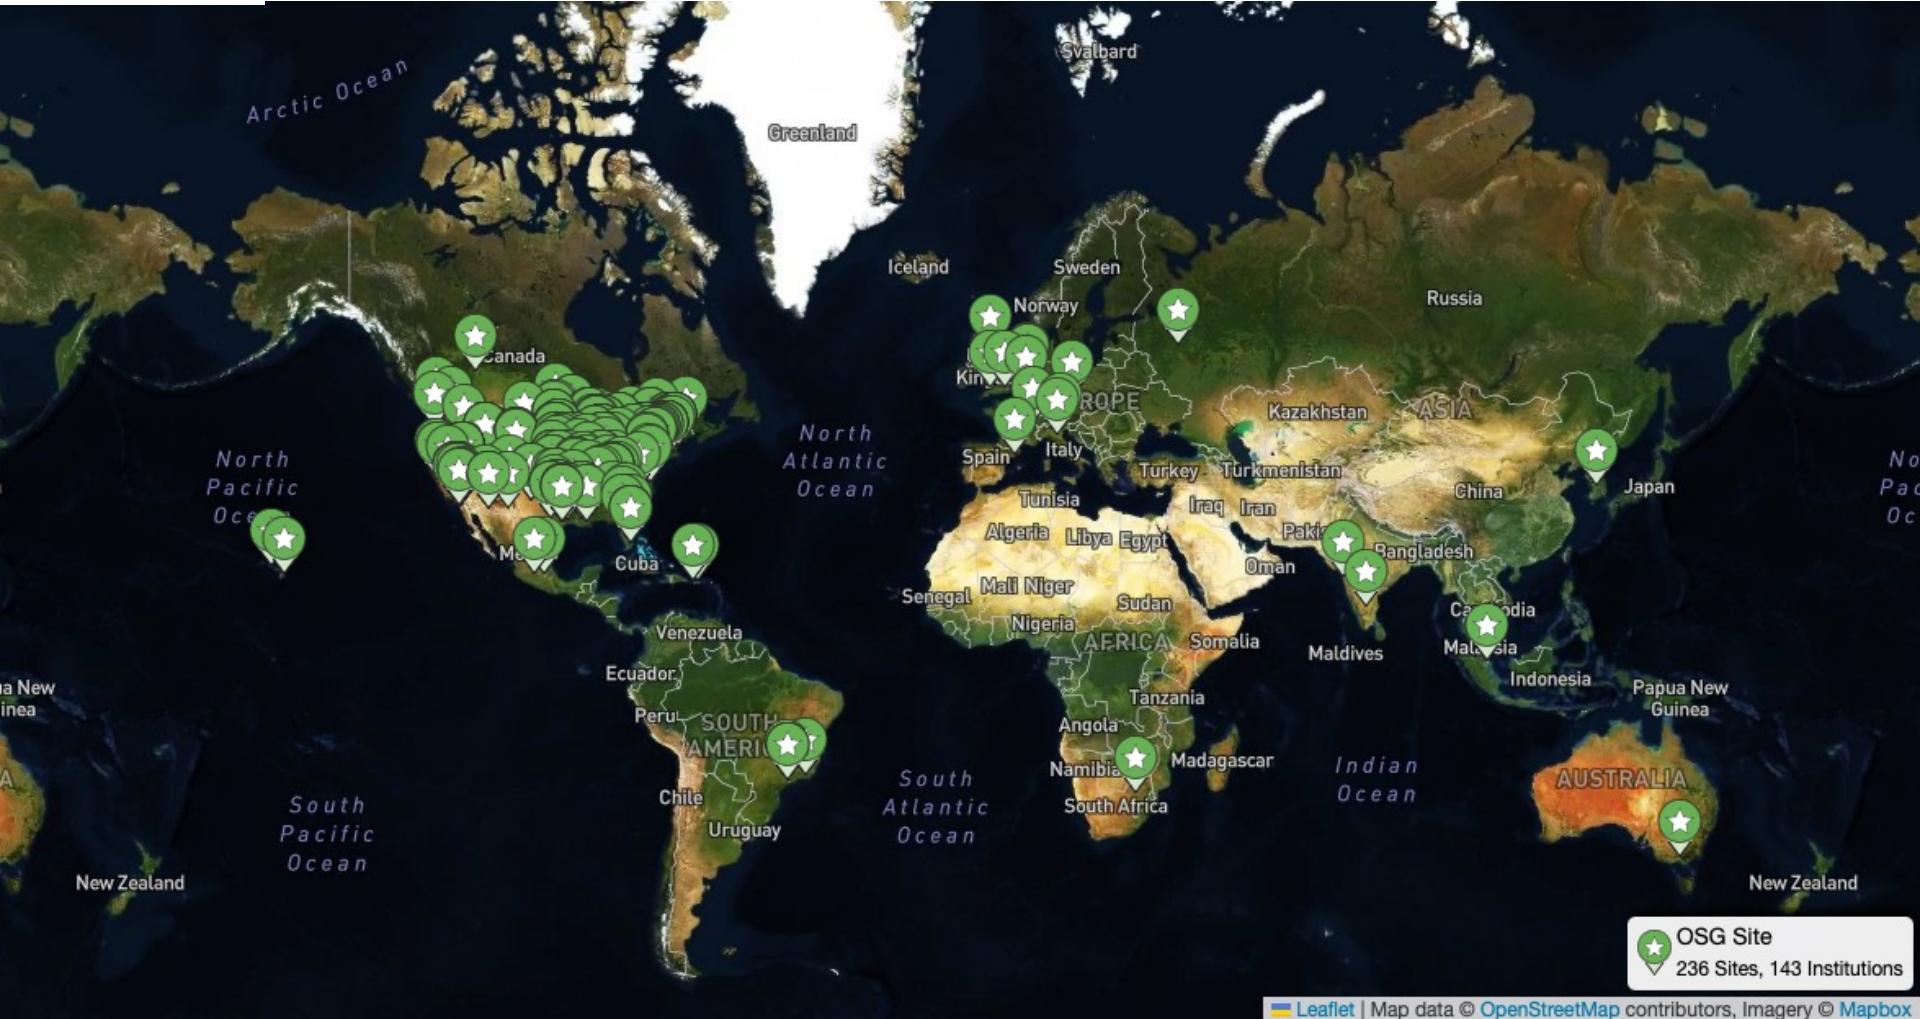 Svalbard
Arctic Ocean
Greenland
Iceland
Sweden
Norway
Russia
Canada
Kazakhstan
ASIA
North
Atlantic
Ocean
North
Pacific
Italy
Spain
Turkey
Turkmenistan
China
Japan
Tunisia
Iraq
Iran
Algeria
Libya
Egypt
Bangladesh
Cuba
Oman
Mali
Niger
Senegal
Sudan
Nigeria
Venezuela
AFRICA
Somalia
Maldives
Ecuador
Indonesia
Papua New
Guinea
Tanzania
Peru
SOUTH
Angola
Namibia
Madagascar
Indian
Ocean
AUSTRALIA
South
Atlantic
Ocean
Chile
South Africa
South
Pacific
Ocean
Uruguay
New Zealand
New Zealand
OSG Site
236 Sites, 143 Institutions
Leaflet | Map data © OpenStreetMap contributors, Imagery © Mapbox